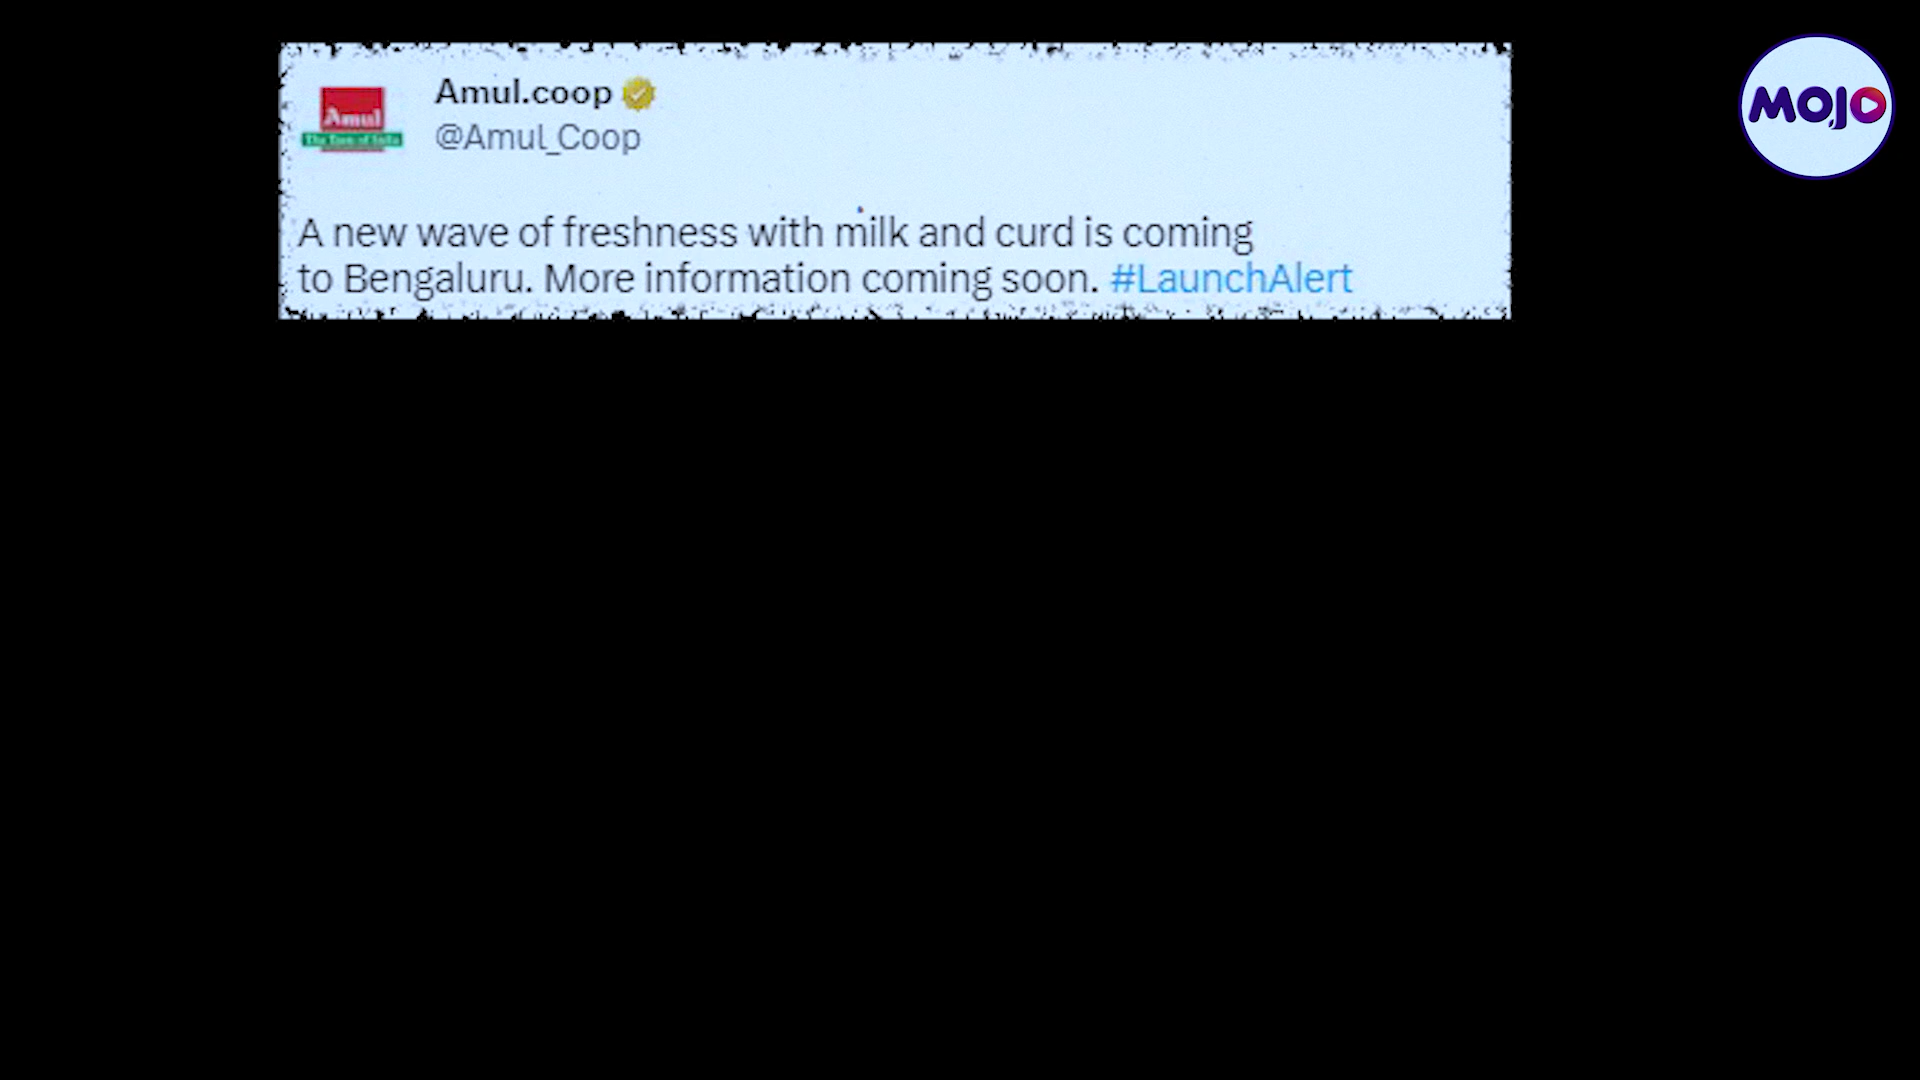 Amul.coop
@Amul_Coop
Amul
A new wave of freshness with milk and curd is coming
to Bengaluru. More information coming soon. #LaunchAlert
MOJO